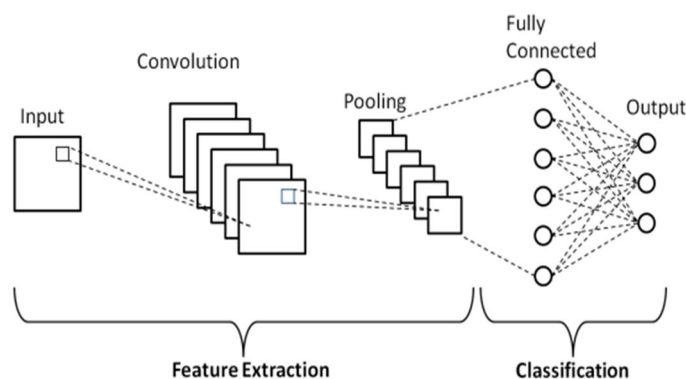 Fully
Connected
Convolution
Pooling
Input
Output
Feature Extraction
Classification